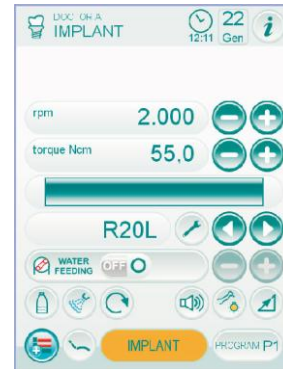 DOCTOR A
IMPLANT
12:11
22
Gen
i
rpm
2.000
torque Ncm
55,0
R20L
WATER
FEEDING
OFF
IMPLANT
PROGRAM P1